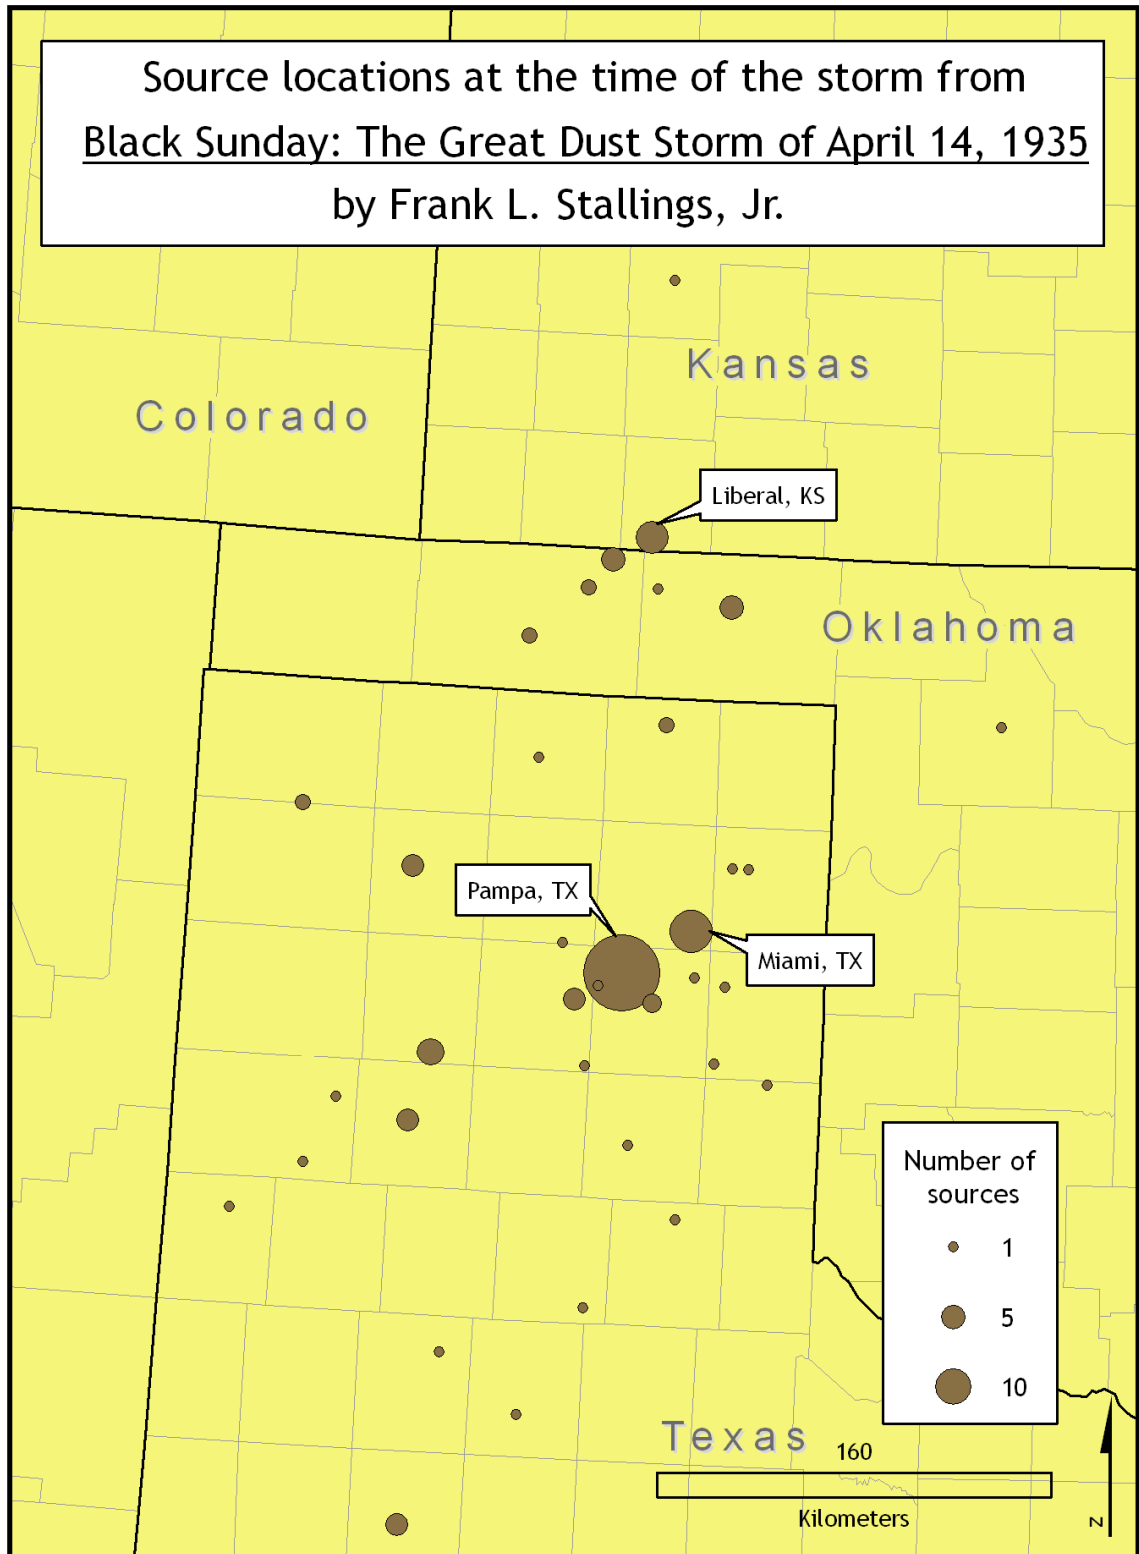 Source locations at the time of the storm from
Black Sunday: The Great Dust Storm of April 14, 1935
by Frank L. Stallings, Jr.
Kansas
Colorado
Liberal, KS
Oklahoma
Pampa, TX
Miami, TX
Number of
sources
1
5
10
Texas
160
Kilometers
N